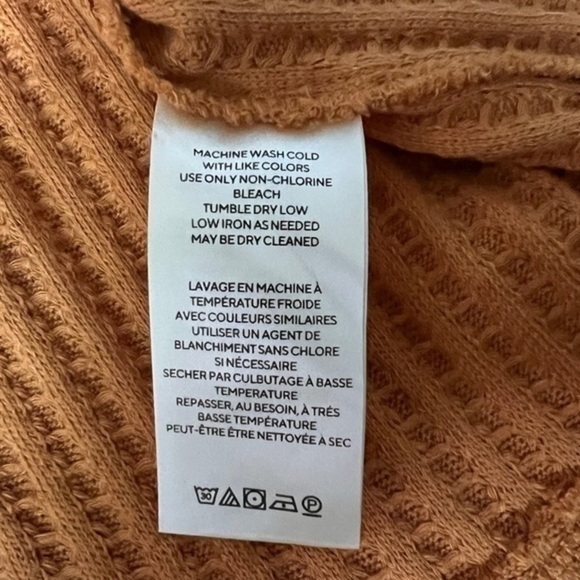 MACHINE WASH COLD
WITH LIKE COLORS
USE ONLY NON-CHLORINE
BLEACH
TUMBLE DRY LOW
LOW IRON AS NEEDED
MAY BE DRY CLEANED
LAVAGE EN MACHINE À
TEMPÉRATURE FROIDE
AVEC COULEURS SIMILAIRES
UTILISER UN AGENT DE
BLANCHIMENT SANS CHLORE
SI NÉCESSAIRE
SECHER PAR CULBUTAGE À BASSE
TEMPERATURE
REPASSER, AU BESOIN, À TRÉS
BASSE TEMPÉRATURE
PEUT-ÊTRE ÊTRE NETTOYÉE À SEC
30 P